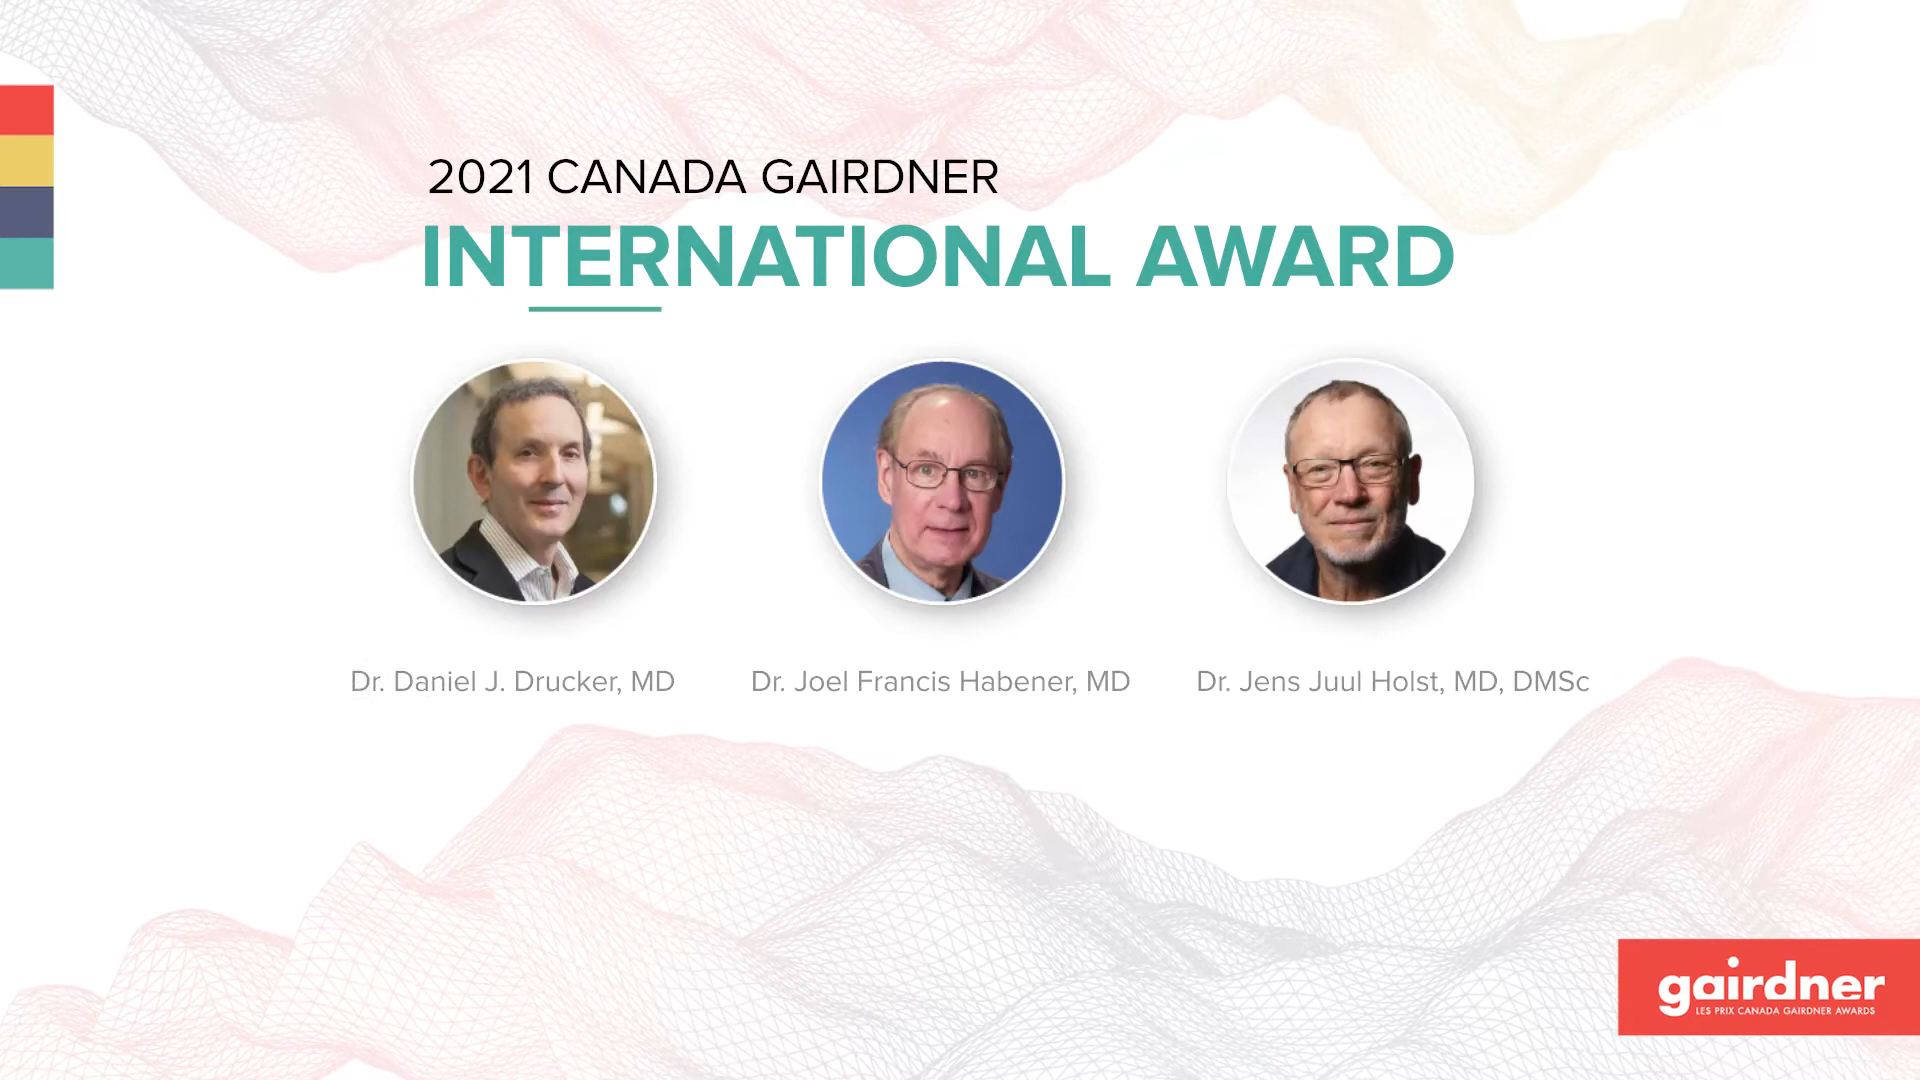 2021 CANADA GAIRDNER
INTERNATIONAL AWARD
Dr. Daniel J. Drucker, MD
Dr. Joel Francis Habener, MD
Dr. Jens Juul Holst, MD, DMSc
gairdner
LES PRIX CANADA GAIRDNER AWARDS